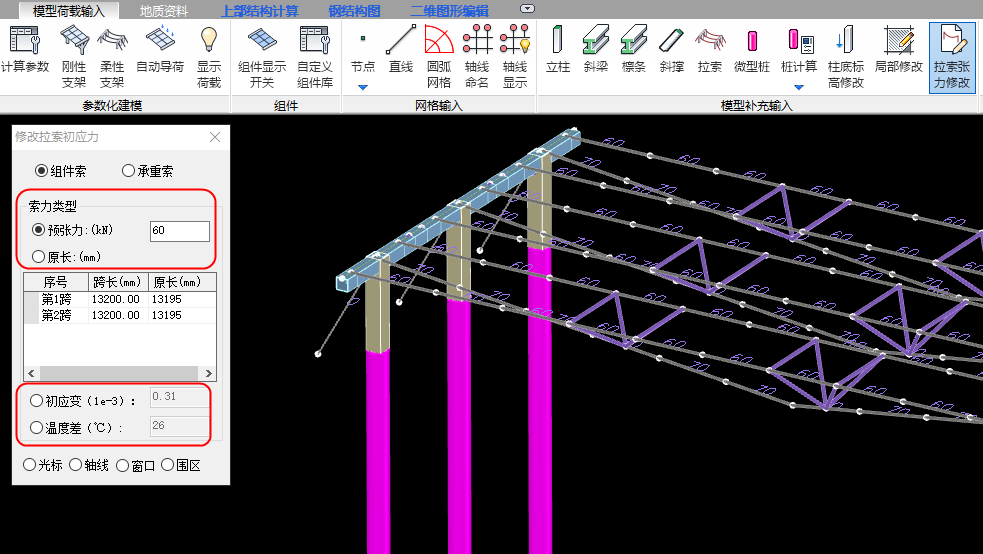 模型荷载输入 地质资料 上部结构计算 钢结构图 二维图形编辑
计算参数 刚性支架 柔性支架 自动导荷 显示荷载 组件显示开关 自定义组件库 节点 直线 圆弧网格 轴线命名 轴线显示 立柱 斜梁 檩条 斜撑 拉索 微型桩 桩计算 柱底标高修改 局部修改 拉索张力修改
参数化建模 组件 网格输入 模型补充输入
修改拉索初应力
组件索 承重索
索力类型
预张力:(kN) 60
原长:(mm)
序号 跨长(mm) 原长(mm)
第1跨 13200.00 13195
第2跨 13200.00 13195
初应变(1e-3): 0.31
温度差(℃): 26
光标 轴线 窗口 围区